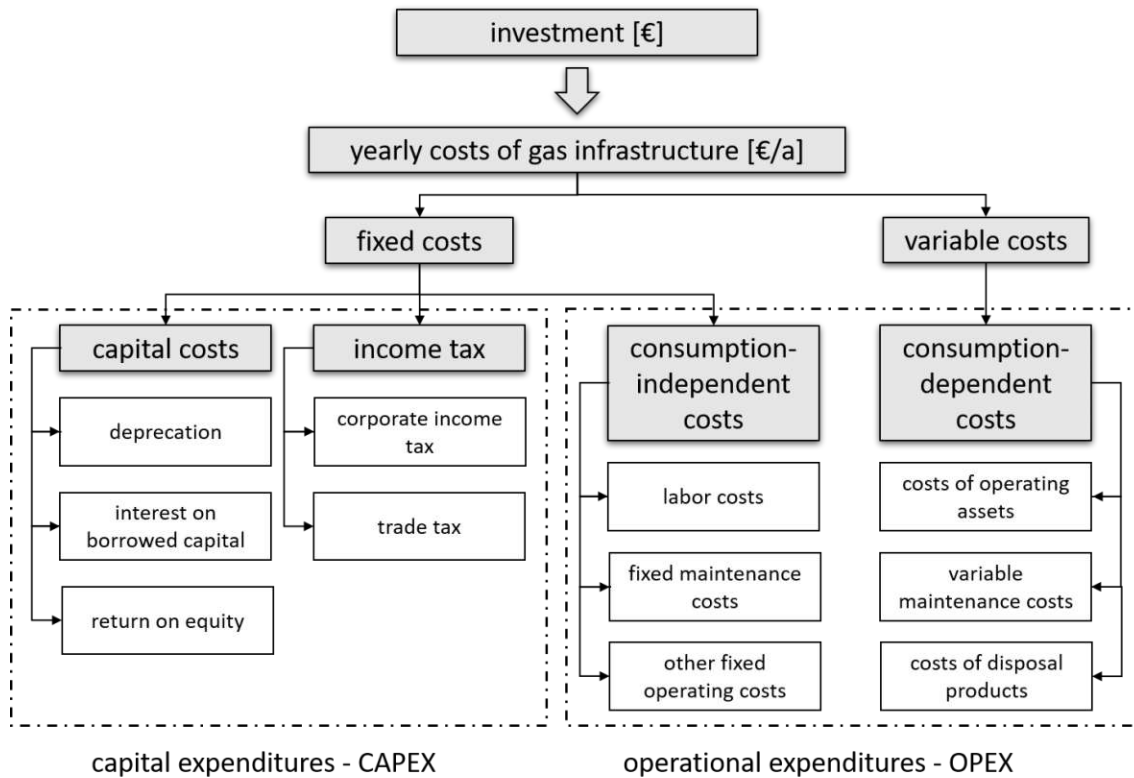 investment [€]
yearly costs of gas infrastructure [€/a]
fixed costs
variable costs
capital costs
income tax
consumption-
independent
costs
consumption-
dependent
costs
deprecation
corporate income
tax
labor costs
costs of operating
assets
interest on
borrowed capital
trade tax
fixed maintenance
costs
variable
maintenance costs
return on equity
other fixed
operating costs
costs of disposal
products
capital expenditures - CAPEX
operational expenditures - OPEX